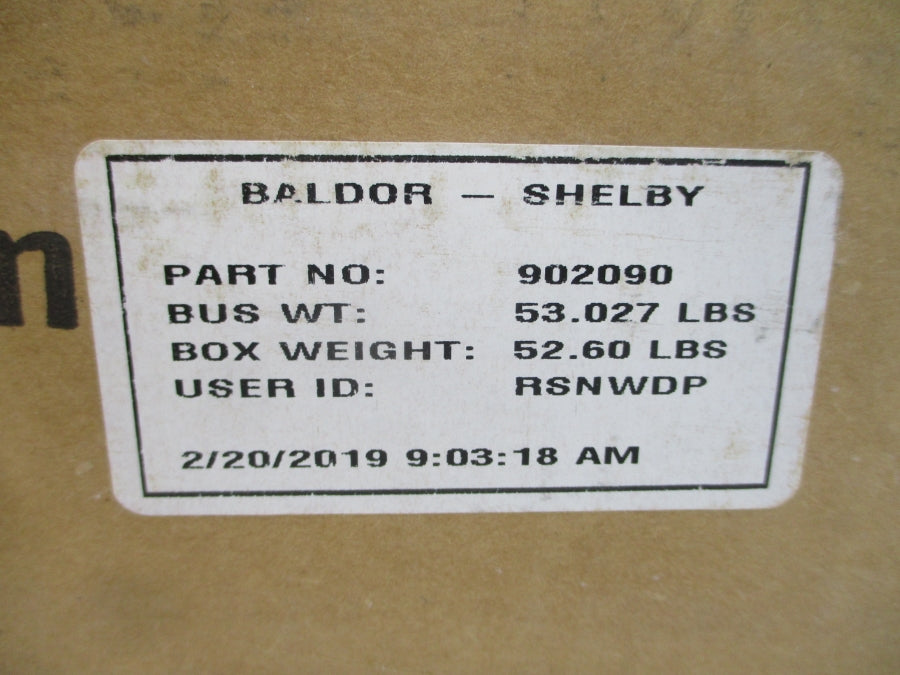 BALDOR — SHELBY
PART NO: 902090
BUS WT: 53.027 LBS
BOX WEIGHT: 52.60 LBS
USER ID: RSNWDP
2/20/2019 9:03:18 AM
n